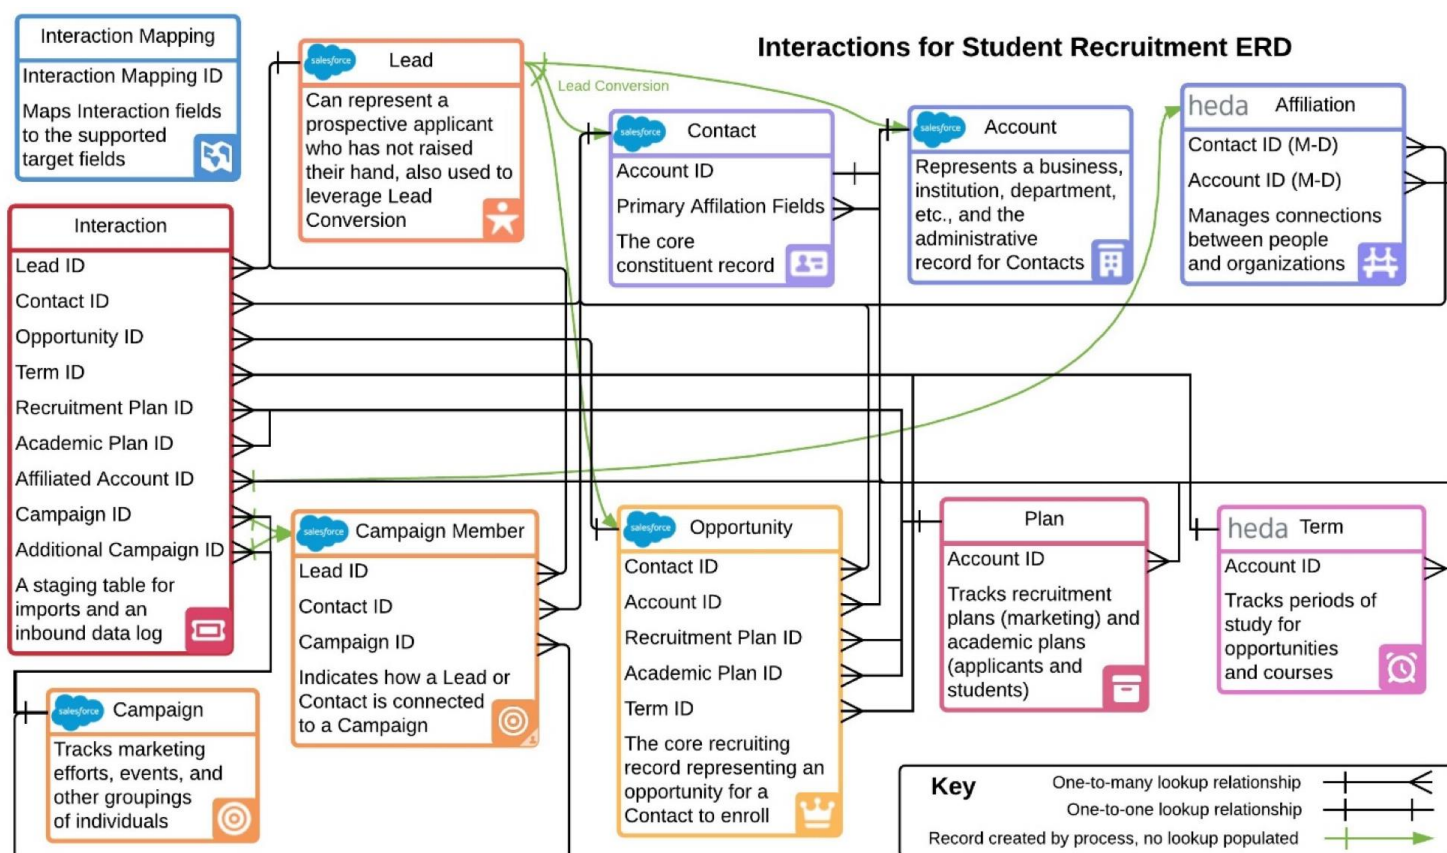 Interactions for Student Recruitment ERD
Interaction Mapping
Interaction Mapping ID
Maps Interaction fields
to the supported
target fields
salesforce
Lead
Can represent a
prospective applicant
who has not raised
their hand, also used to
leverage Lead
Conversion
Lead Conversion
salesforce
Contact
Account ID
Primary Affilation Fields
The core
constituent record
salesforce
Account
Represents a business,
institution, department,
etc., and the
administrative
record for Contacts
heda
Affiliation
Contact ID (M-D)
Account ID (M-D)
Manages connections
between people
and organizations
Interaction
Lead ID
Contact ID
Opportunity ID
Term ID
Recruitment Plan ID
Academic Plan ID
Affiliated Account ID
Campaign ID
Additional Campaign ID
A staging table for
imports and an
inbound data log
salesforce
Campaign Member
Lead ID
Contact ID
Campaign ID
Indicates how a Lead or
Contact is connected
to a Campaign
salesforce
Opportunity
Contact ID
Account ID
Recruitment Plan ID
Academic Plan ID
Term ID
The core recruiting
record representing an
opportunity for a
Contact to enroll
Plan
Account ID
Tracks recruitment
plans (marketing) and
academic plans
(applicants and
students)
heda
Term
Account ID
Tracks periods of
study for
opportunities
and courses
salesforce
Campaign
Tracks marketing
efforts, events, and
other groupings
of individuals
Key
One-to-many lookup relationship
One-to-one lookup relationship
Record created by process, no lookup populated